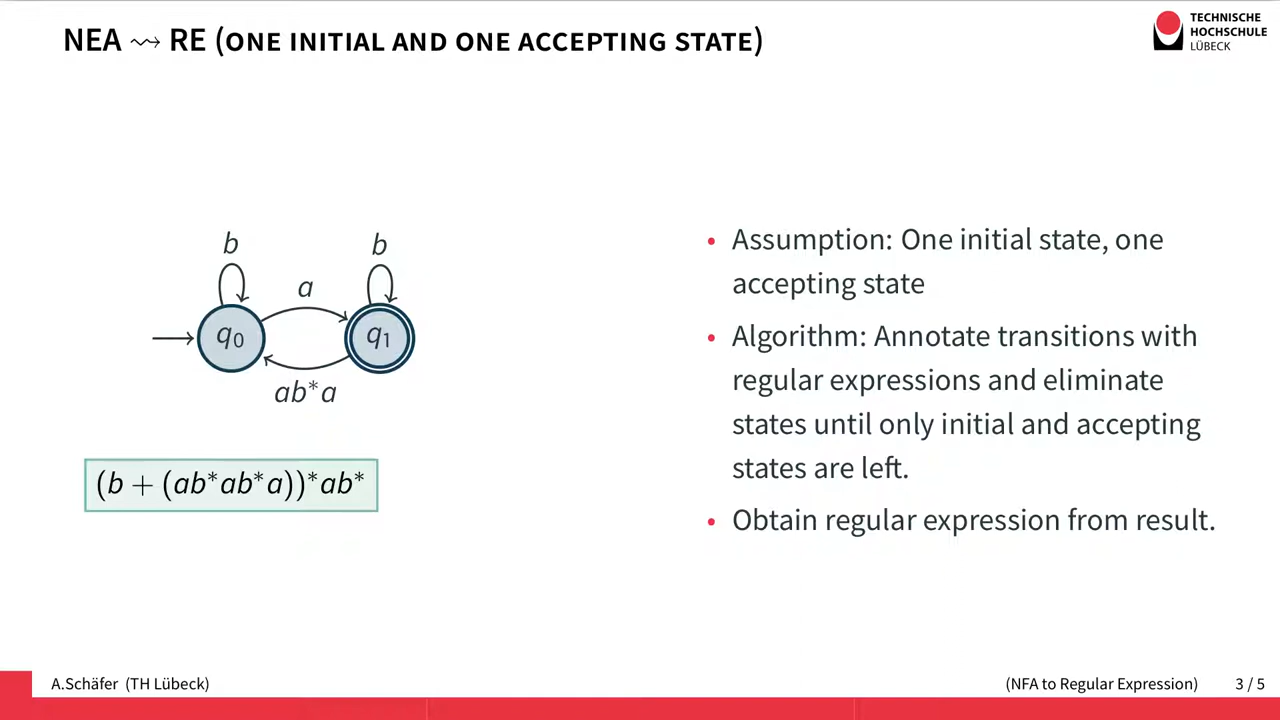 NEA ⇝ RE (ONE INITIAL AND ONE ACCEPTING STATE)
TECHNISCHE
HOCHSCHULE
LÜBECK
b
b
a
q₀
q₁
ab*a
(b + (ab*ab*a))*ab*
• Assumption: One initial state, one
accepting state
• Algorithm: Annotate transitions with
regular expressions and eliminate
states until only initial and accepting
states are left.
• Obtain regular expression from result.
A.Schäfer (TH Lübeck)
(NFA to Regular Expression)
3 / 5